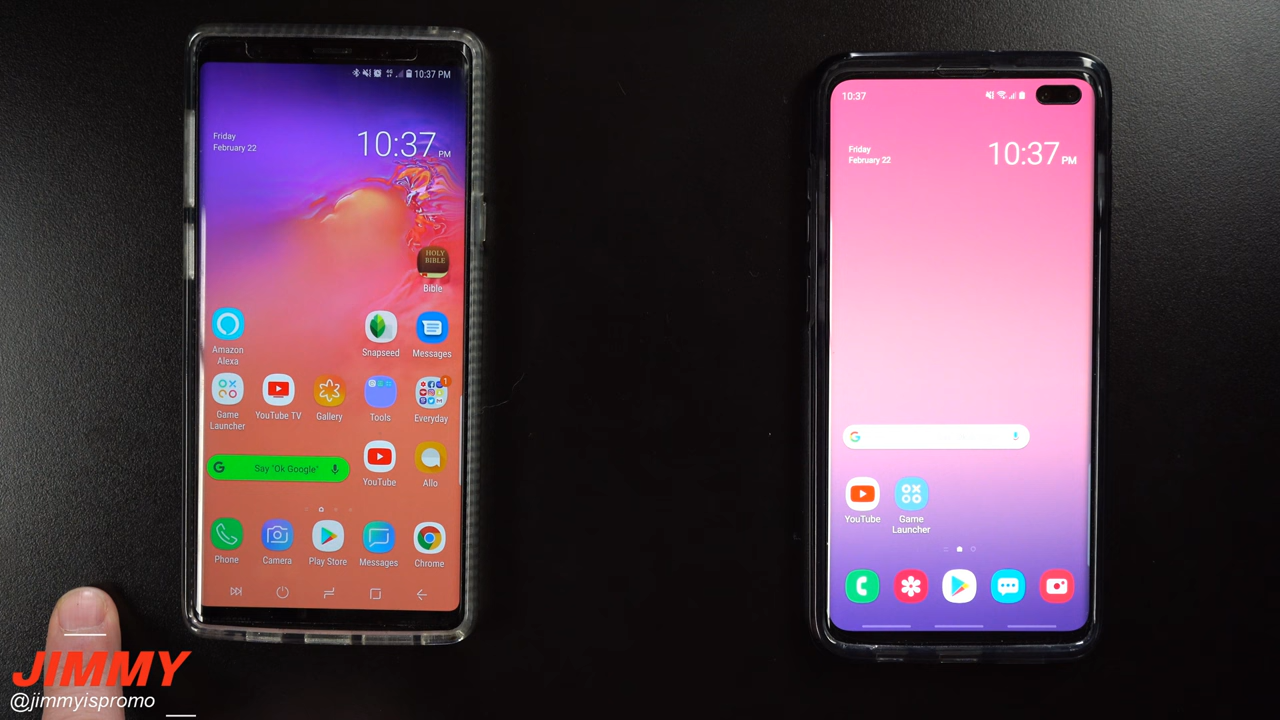 10:37 PM
Friday
February 22
10:37 PM
HOLY
BIBLE
Bible
Amazon
Alexa
Snapseed
Messages
Game
Launcher
YouTube TV
Gallery
Tools
1
Everyday
G
Say "Ok Google"
YouTube
Allo
Phone
Camera
Play Store
Messages
Chrome
10:37
Friday
February 22
10:37 PM
G
YouTube
Game
Launcher
JIMMY
@jimmyispromo